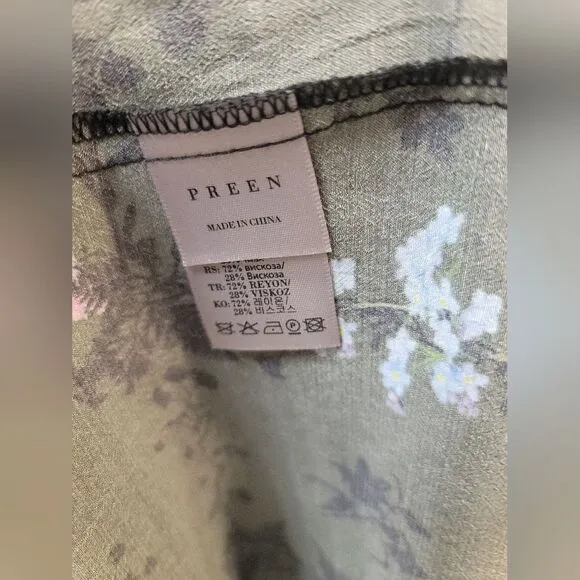 PREEN
MADE IN CHINA
RS: 72% вискоза/
28% Вискоза
TR: 72% REYON/
28% VISKOZ
KO: 72% 레이온/
28% 비스코스